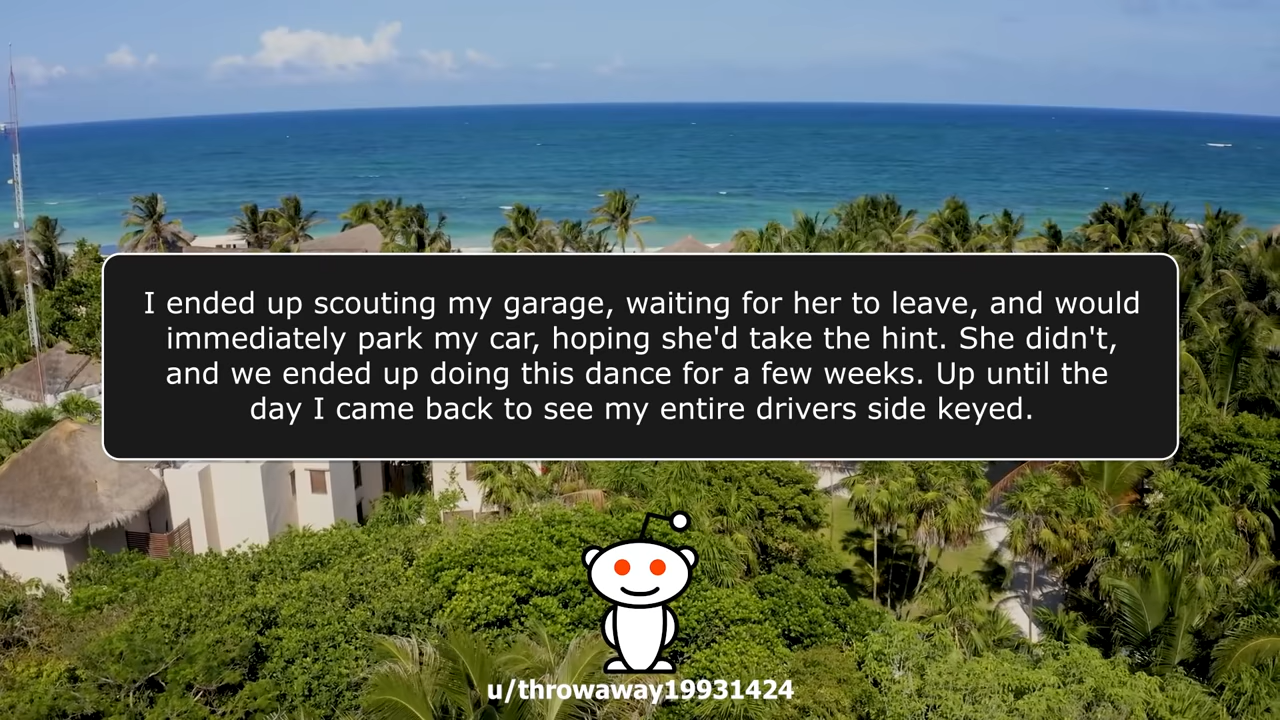 I ended up scouting my garage, waiting for her to leave, and would
immediately park my car, hoping she'd take the hint. She didn't,
and we ended up doing this dance for a few weeks. Up until the
day I came back to see my entire drivers side keyed.
u/throwaway19931424